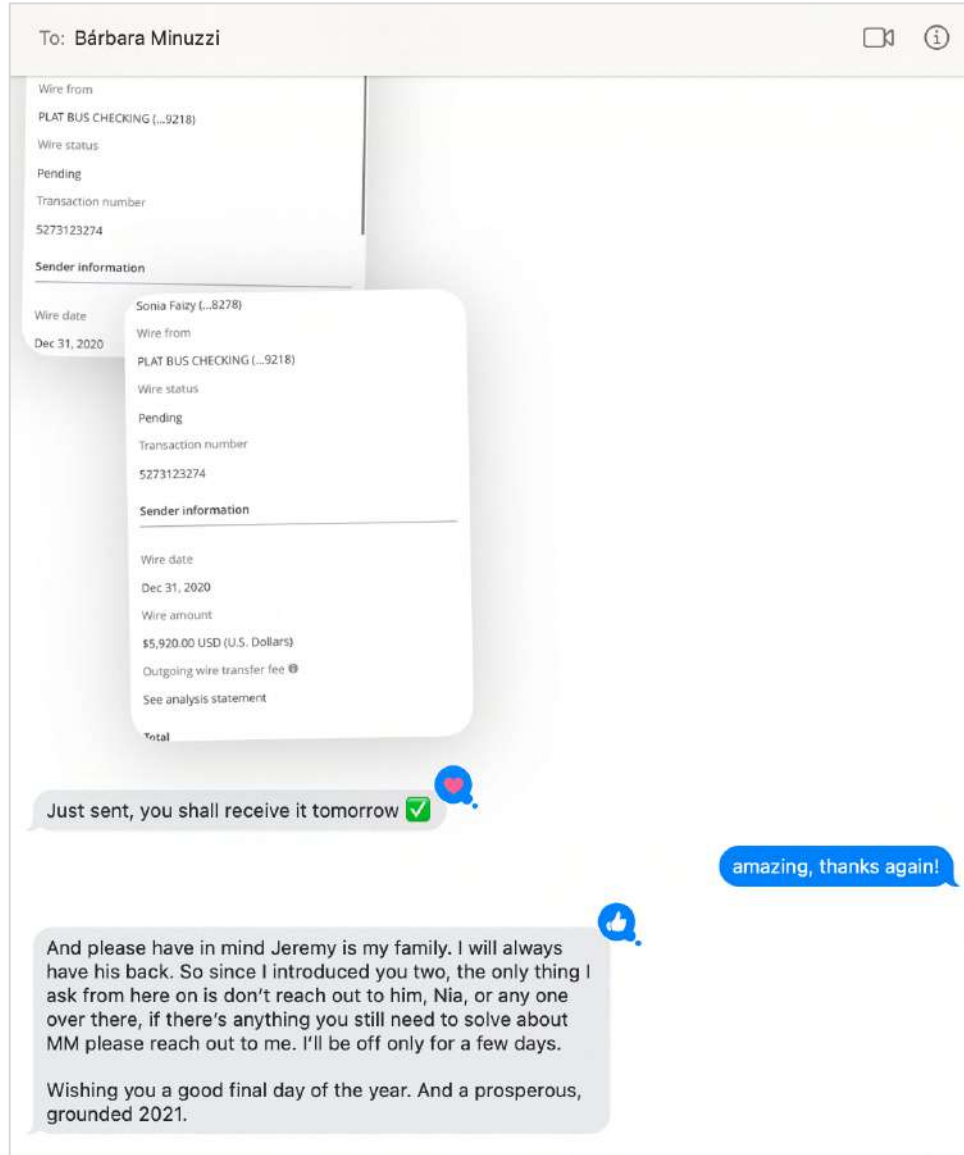 To: Bárbara Minuzzi
Wire from
PLAT BUS CHECKING (...9218)
Wire status
Pending
Transaction number
5273123274
Sender information
Wire date
Dec 31, 2020
Sonia Faizy (...8278)
Wire from
PLAT BUS CHECKING (...9218)
Wire status
Pending
Transaction number
5273123274
Sender information
Wire date
Dec 31, 2020
Wire amount
$5,920.00 USD (U.S. Dollars)
Outgoing wire transfer fee
See analysis statement
Total
Just sent, you shall receive it tomorrow ✅
amazing, thanks again!
And please have in mind Jeremy is my family. I will always
have his back. So since I introduced you two, the only thing I
ask from here on is don't reach out to him, Nia, or any one
over there, if there's anything you still need to solve about
MM please reach out to me. I'll be off only for a few days.
Wishing you a good final day of the year. And a prosperous,
grounded 2021.